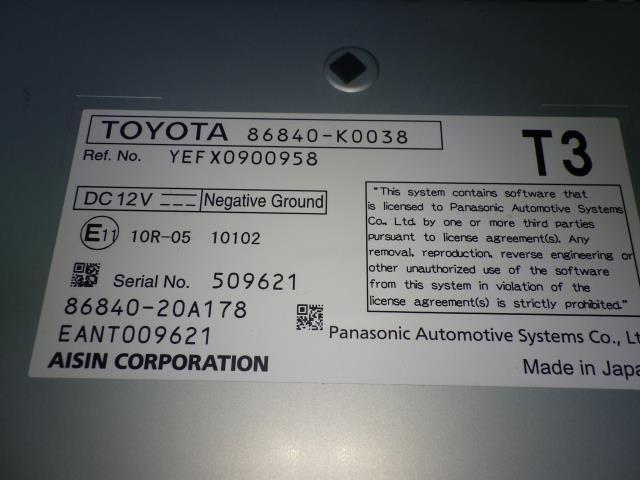 TOYOTA 86840-K0038
T3
Ref. No. YEFX0900958
DC 12V Negative Ground
E11 10R-05 10102
Serial No. 509621
86840-20A178
EANT009621
AISIN CORPORATION
"This system contains software that
is licensed to Panasonic Automotive Systems
Co., Ltd. by one or more third parties
pursuant to license agreement(s). Any
removal, reproduction, reverse engineering or
other unauthorized use of the software
from this system in violation of the
license agreement(s) is strictly prohibited."
Panasonic Automotive Systems Co., Lt
Made in Japa